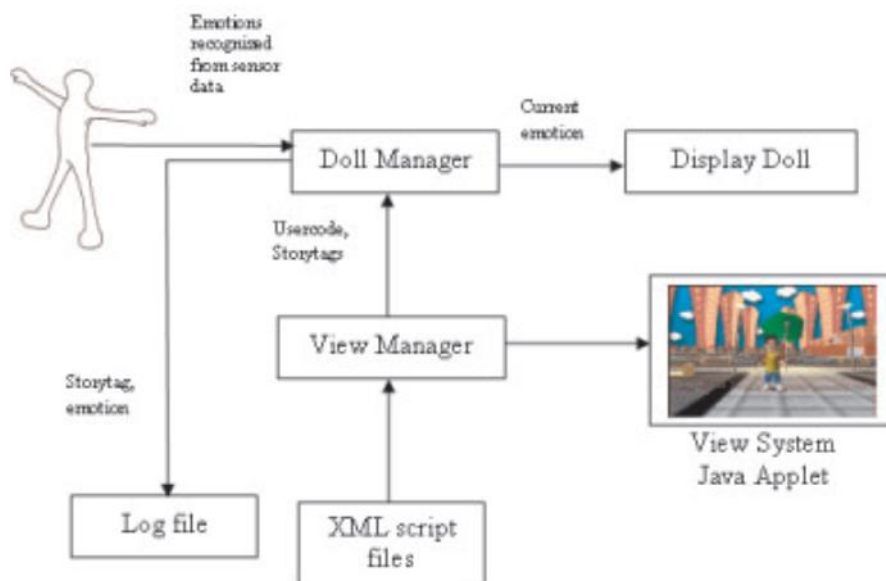 Emotions
recognized
from sensor
data
Current
emotion
Doll Manager
Display Doll
Usercode,
Storytags
View Manager
Storytag,
emotion
View System
Java Applet
Log file
XML script
files